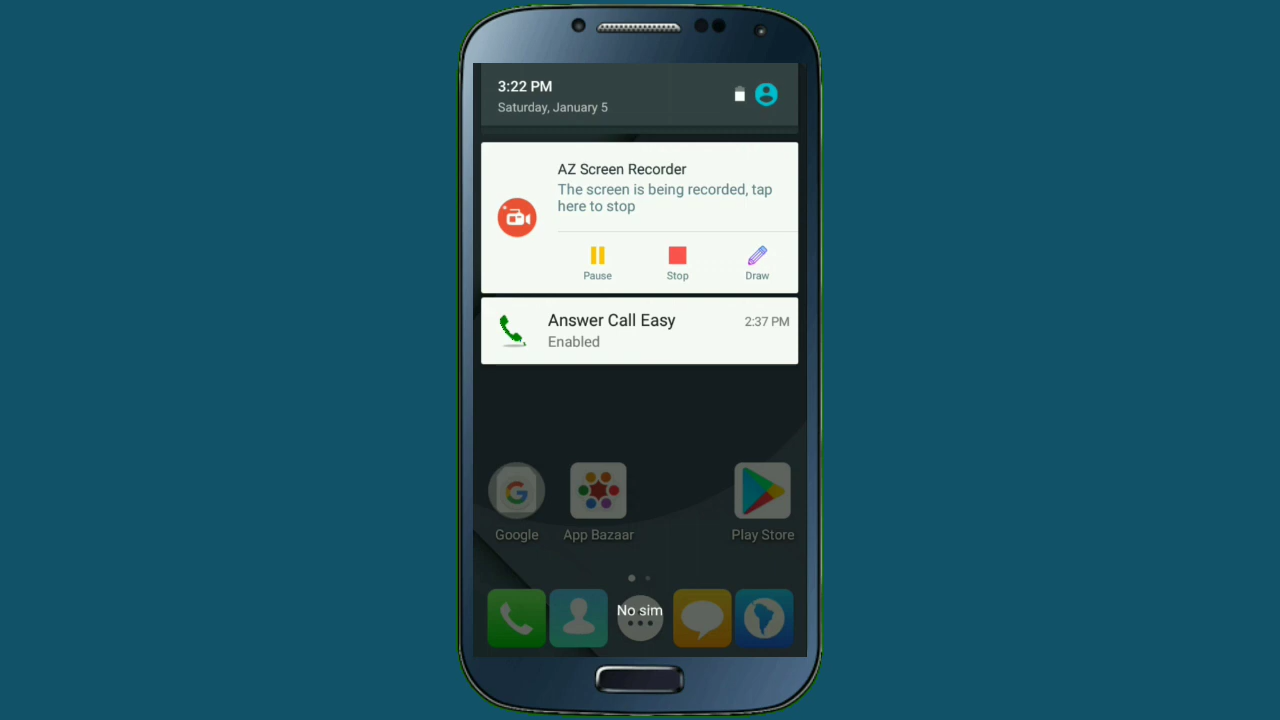 3:22 PM
Saturday, January 5
AZ Screen Recorder
The screen is being recorded, tap
here to stop
Pause Stop Draw
Answer Call Easy 2:37 PM
Enabled
Google App Bazaar Play Store
No sim